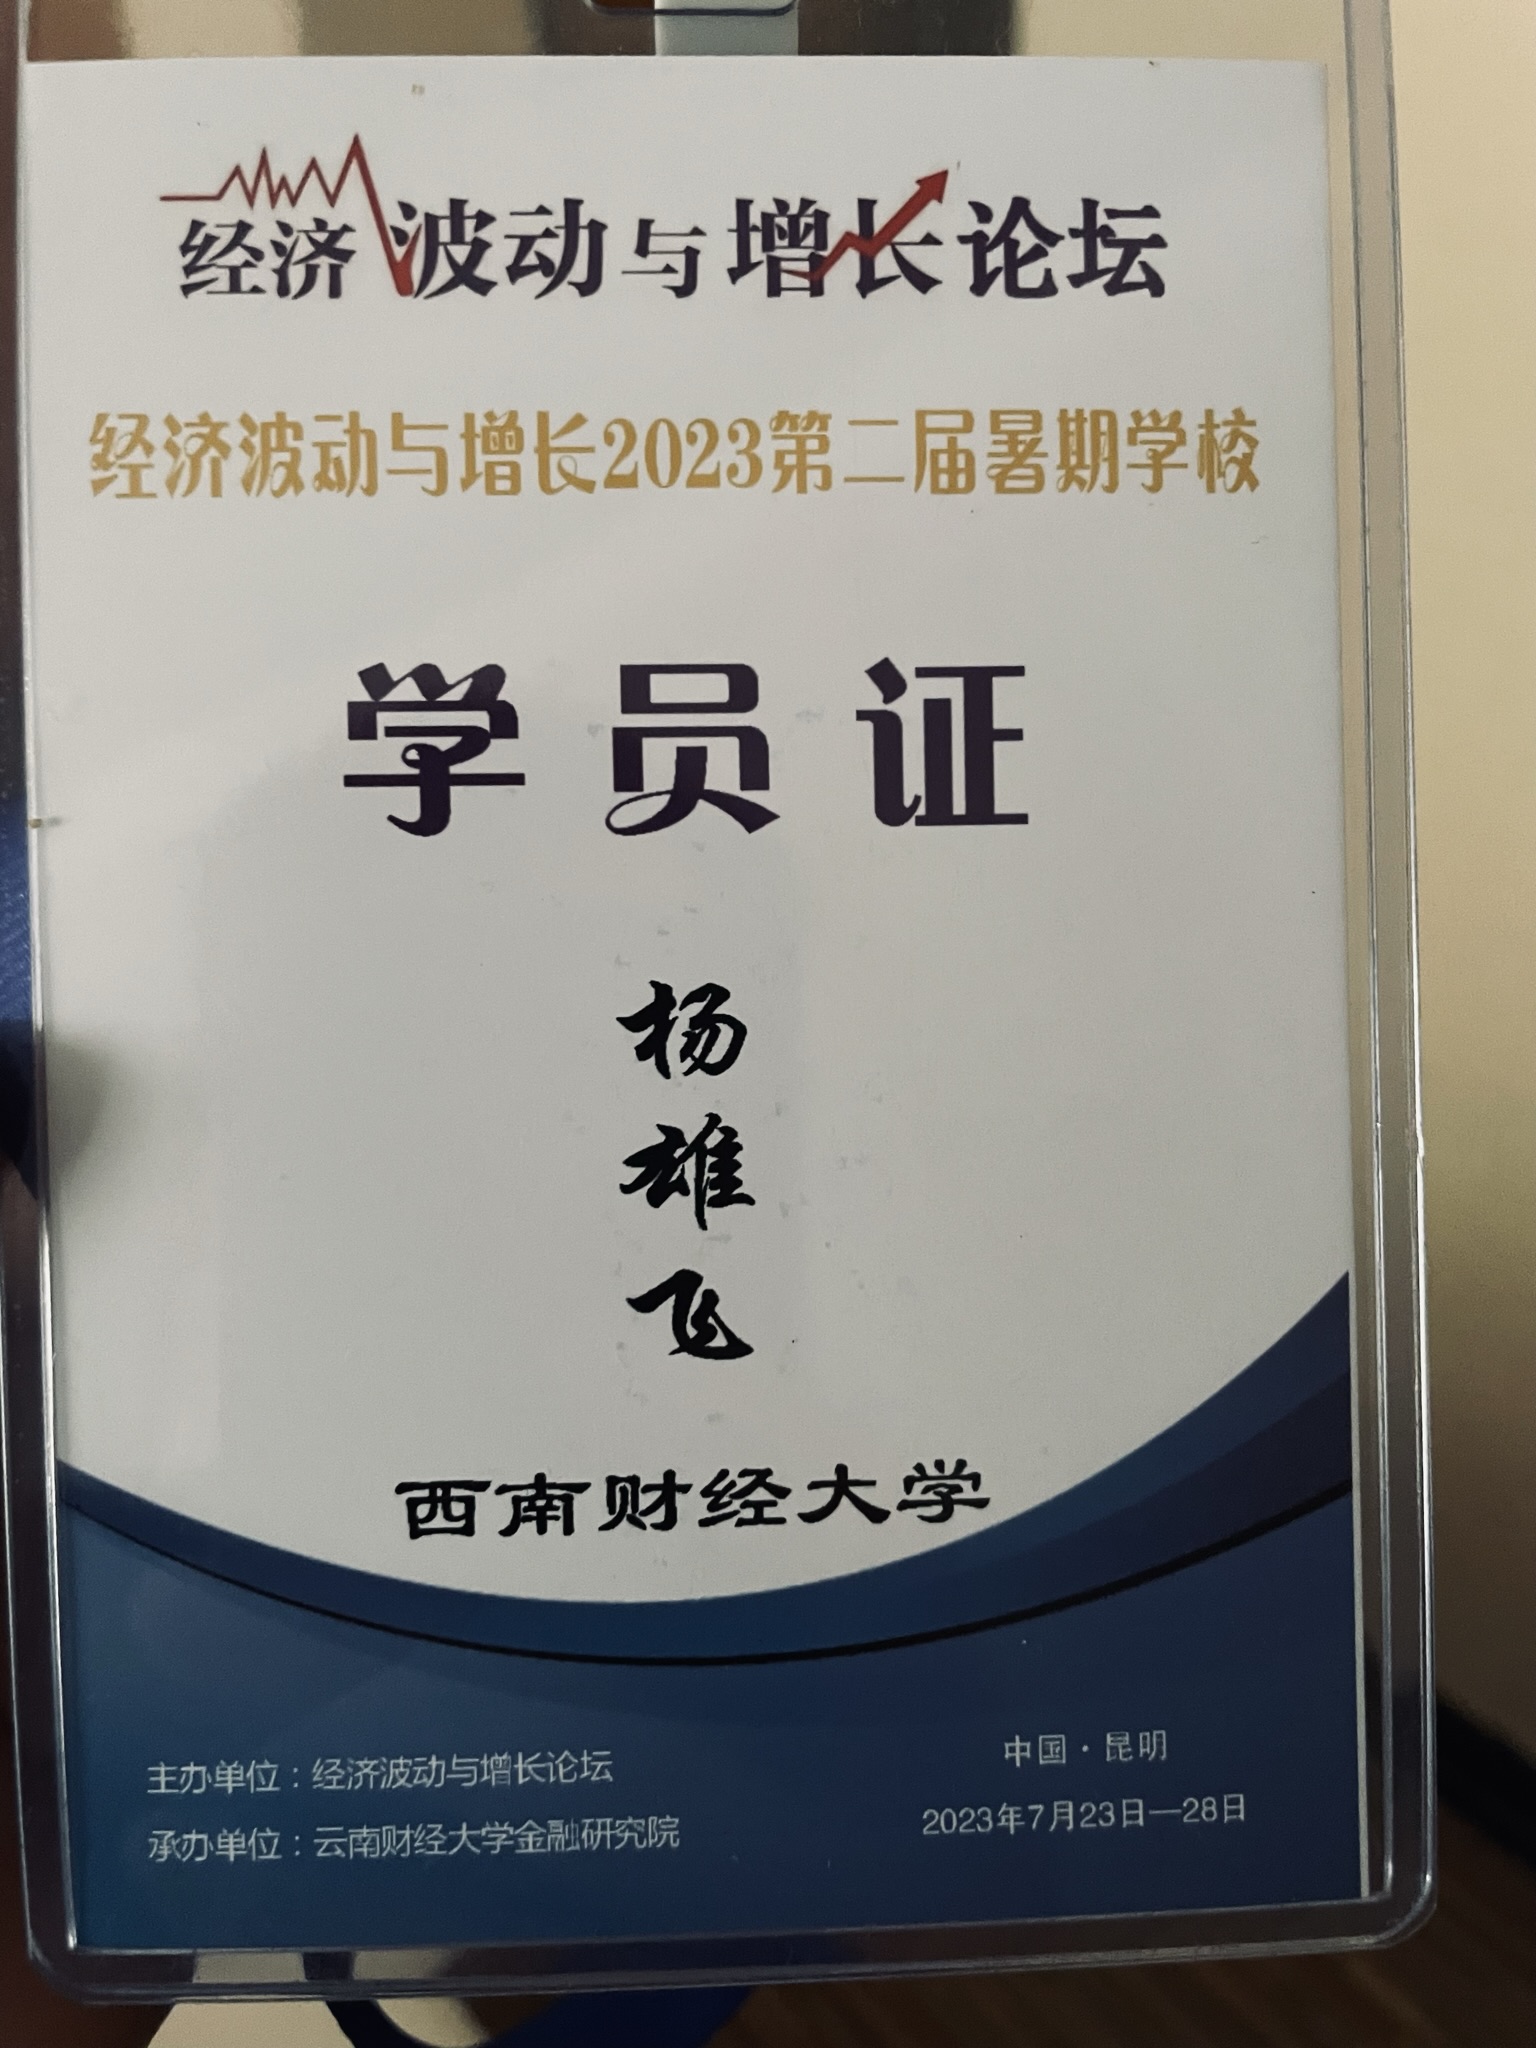 经济波动与增长论坛
经济波动与增长2023第二届暑期学校
学员证
杨
雄
飞
西南财经大学
主办单位：经济波动与增长论坛
承办单位：云南财经大学金融研究院
中国·昆明
2023年7月23日—28日